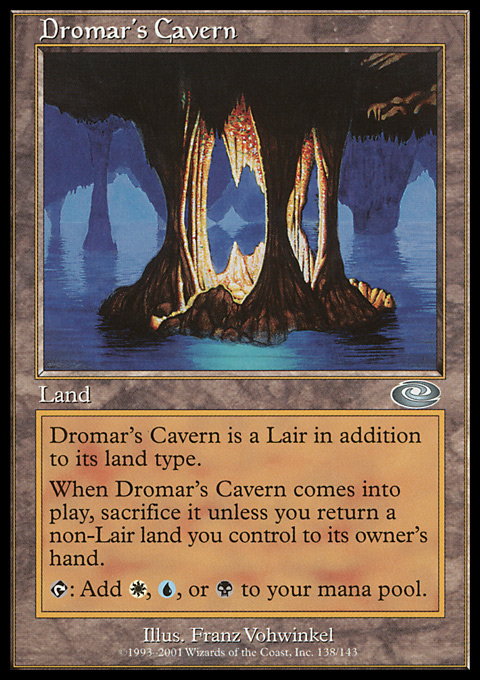 Dromar's Cavern
Land
Dromar's Cavern is a Lair in addition
to its land type.
When Dromar's Cavern comes into
play, sacrifice it unless you return a
non-Lair land you control to its owner's
hand.
: Add , , or to your mana pool.
Illus. Franz Vohwinkel
©1993–2001 Wizards of the Coast, Inc. 138/143